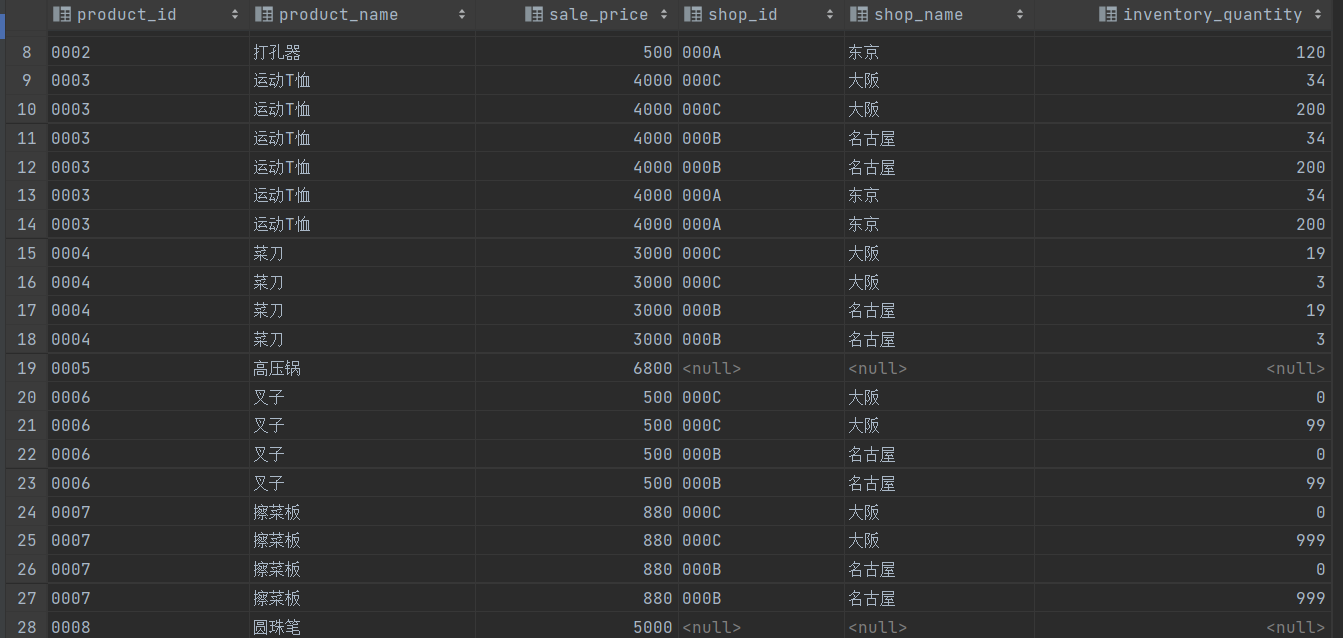 product_id product_name sale_price shop_id shop_name inventory_quantity
8 0002 打孔器 500 000A 东京 120
9 0003 运动T恤 4000 000C 大阪 34
10 0003 运动T恤 4000 000C 大阪 200
11 0003 运动T恤 4000 000B 名古屋 34
12 0003 运动T恤 4000 000B 名古屋 200
13 0003 运动T恤 4000 000A 东京 34
14 0003 运动T恤 4000 000A 东京 200
15 0004 菜刀 3000 000C 大阪 19
16 0004 菜刀 3000 000C 大阪 3
17 0004 菜刀 3000 000B 名古屋 19
18 0004 菜刀 3000 000B 名古屋 3
19 0005 高压锅 6800 <null> <null> <null>
20 0006 叉子 500 000C 大阪 0
21 0006 叉子 500 000C 大阪 99
22 0006 叉子 500 000B 名古屋 0
23 0006 叉子 500 000B 名古屋 99
24 0007 擦菜板 880 000C 大阪 0
25 0007 擦菜板 880 000C 大阪 999
26 0007 擦菜板 880 000B 名古屋 0
27 0007 擦菜板 880 000B 名古屋 999
28 0008 圆珠笔 5000 <null> <null> <null>